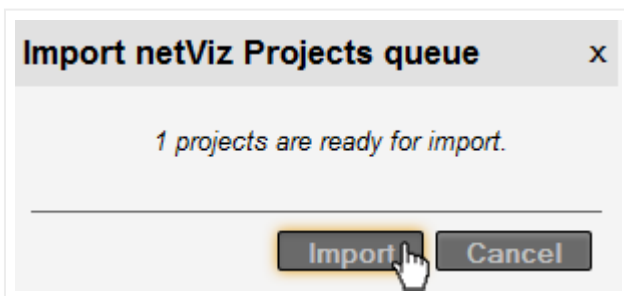 Import netViz Projects queue x
1 projects are ready for import.
Import Cancel